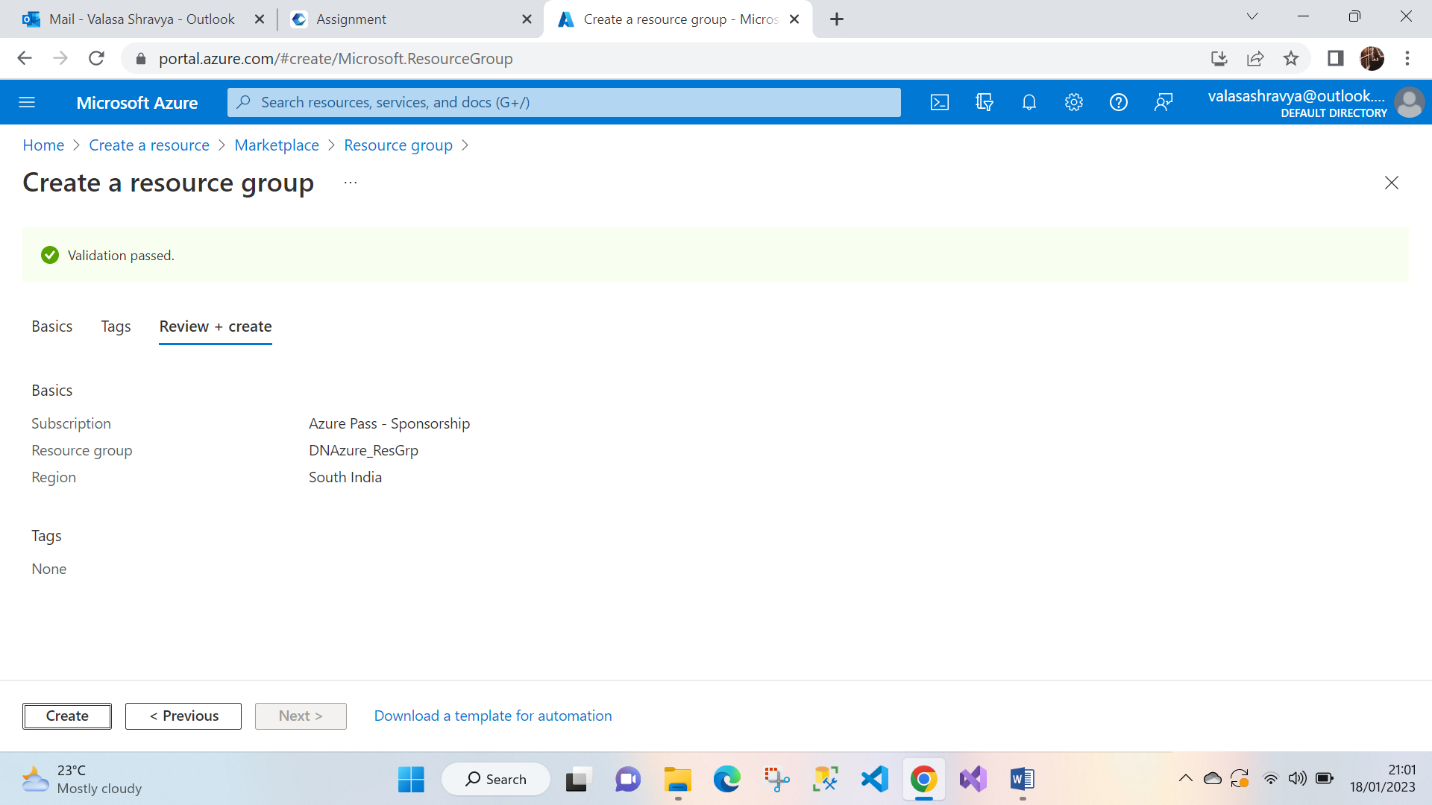 Mail - Valasa Shravya - Outlook
Assignment
Create a resource group - Micros
portal.azure.com/#create/Microsoft.ResourceGroup
Microsoft Azure
Search resources, services, and docs (G+/)
valasashravya@outlook....
DEFAULT DIRECTORY
Home > Create a resource > Marketplace > Resource group >
Create a resource group ...
Validation passed.
Basics Tags Review + create
Basics
Subscription Azure Pass - Sponsorship
Resource group DNAzure_ResGrp
Region South India
Tags
None
Create < Previous Next > Download a template for automation
23°C
Mostly cloudy
Search
21:01
18/01/2023